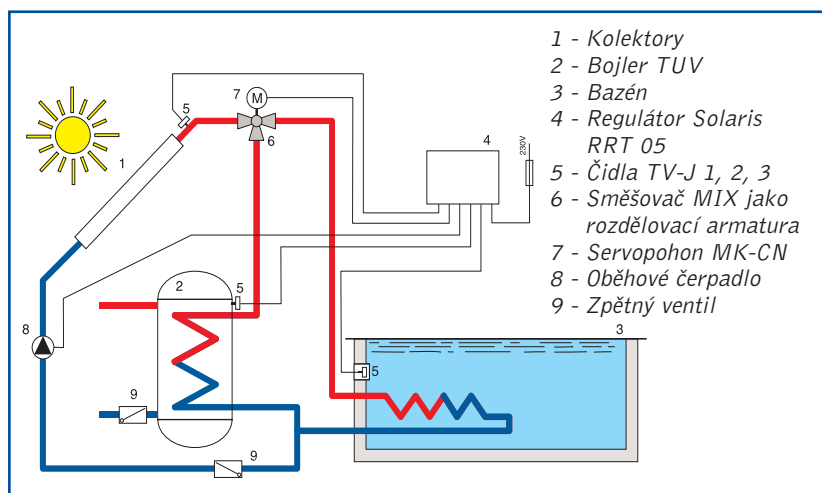 1 - Kolektory
2 - Bojler TUV
3 - Bazén
4 - Regulátor Solaris
RRT 05
5 - Čidla TV-J 1, 2, 3
6 - Směšovač MIX jako
rozdělovací armatura
7 - Servopohon MK-CN
8 - Oběhové čerpadlo
9 - Zpětný ventil
7
M
5
6
1
4
230V
2
5
8
3
5
9
9